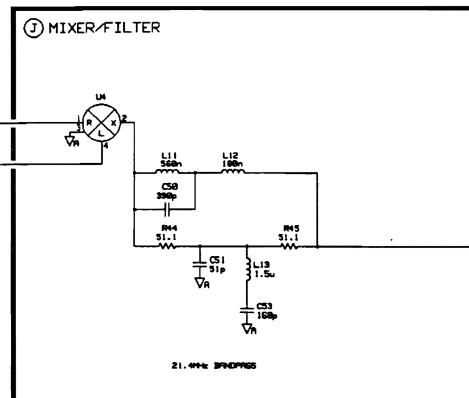 J MIXER/FILTER
U4
1 R X 2
3 L
4
A
L11 L12
560n 180n
C50
390p
R44 R45
51.1 51.1
C51 L13
51p 1.5u
A
C53
160p
A
21.4MHz BANDPASS